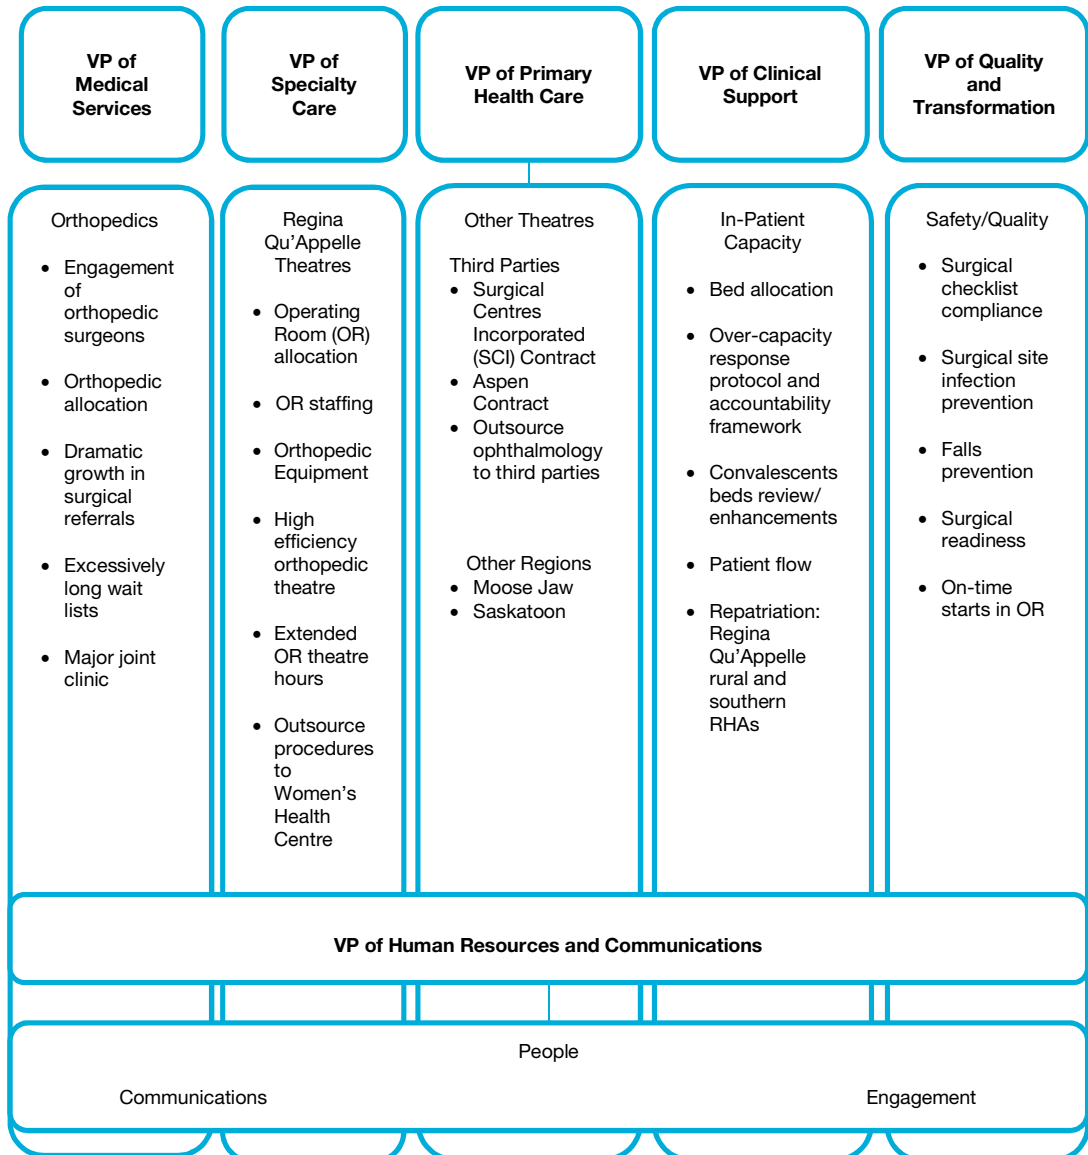 VP of
Medical
Services
VP of
Specialty
Care
VP of Primary
Health Care
VP of Clinical
Support
VP of Quality
and
Transformation
Orthopedics
• Engagement
of
orthopedic
surgeons
• Orthopedic
allocation
• Dramatic
growth in
surgical
referrals
• Excessively
long wait
lists
• Major joint
clinic
Regina
Qu’Appelle
Theatres
• Operating
Room (OR)
allocation
• OR staffing
• Orthopedic
Equipment
• High
efficiency
orthopedic
theatre
• Extended
OR theatre
hours
• Outsource
procedures
to
Women’s
Health
Centre
Other Theatres
Third Parties
• Surgical
Centres
Incorporated
(SCI) Contract
• Aspen
Contract
• Outsource
ophthalmology
to third parties
Other Regions
• Moose Jaw
• Saskatoon
In-Patient
Capacity
• Bed allocation
• Over-capacity
response
protocol and
accountability
framework
• Convalescents
beds review/
enhancements
• Patient flow
• Repatriation:
Regina
Qu’Appelle
rural and
southern
RHAs
Safety/Quality
• Surgical
checklist
compliance
• Surgical site
infection
prevention
• Falls
prevention
• Surgical
readiness
• On-time
starts in OR
VP of Human Resources and Communications
People
Communications
Engagement